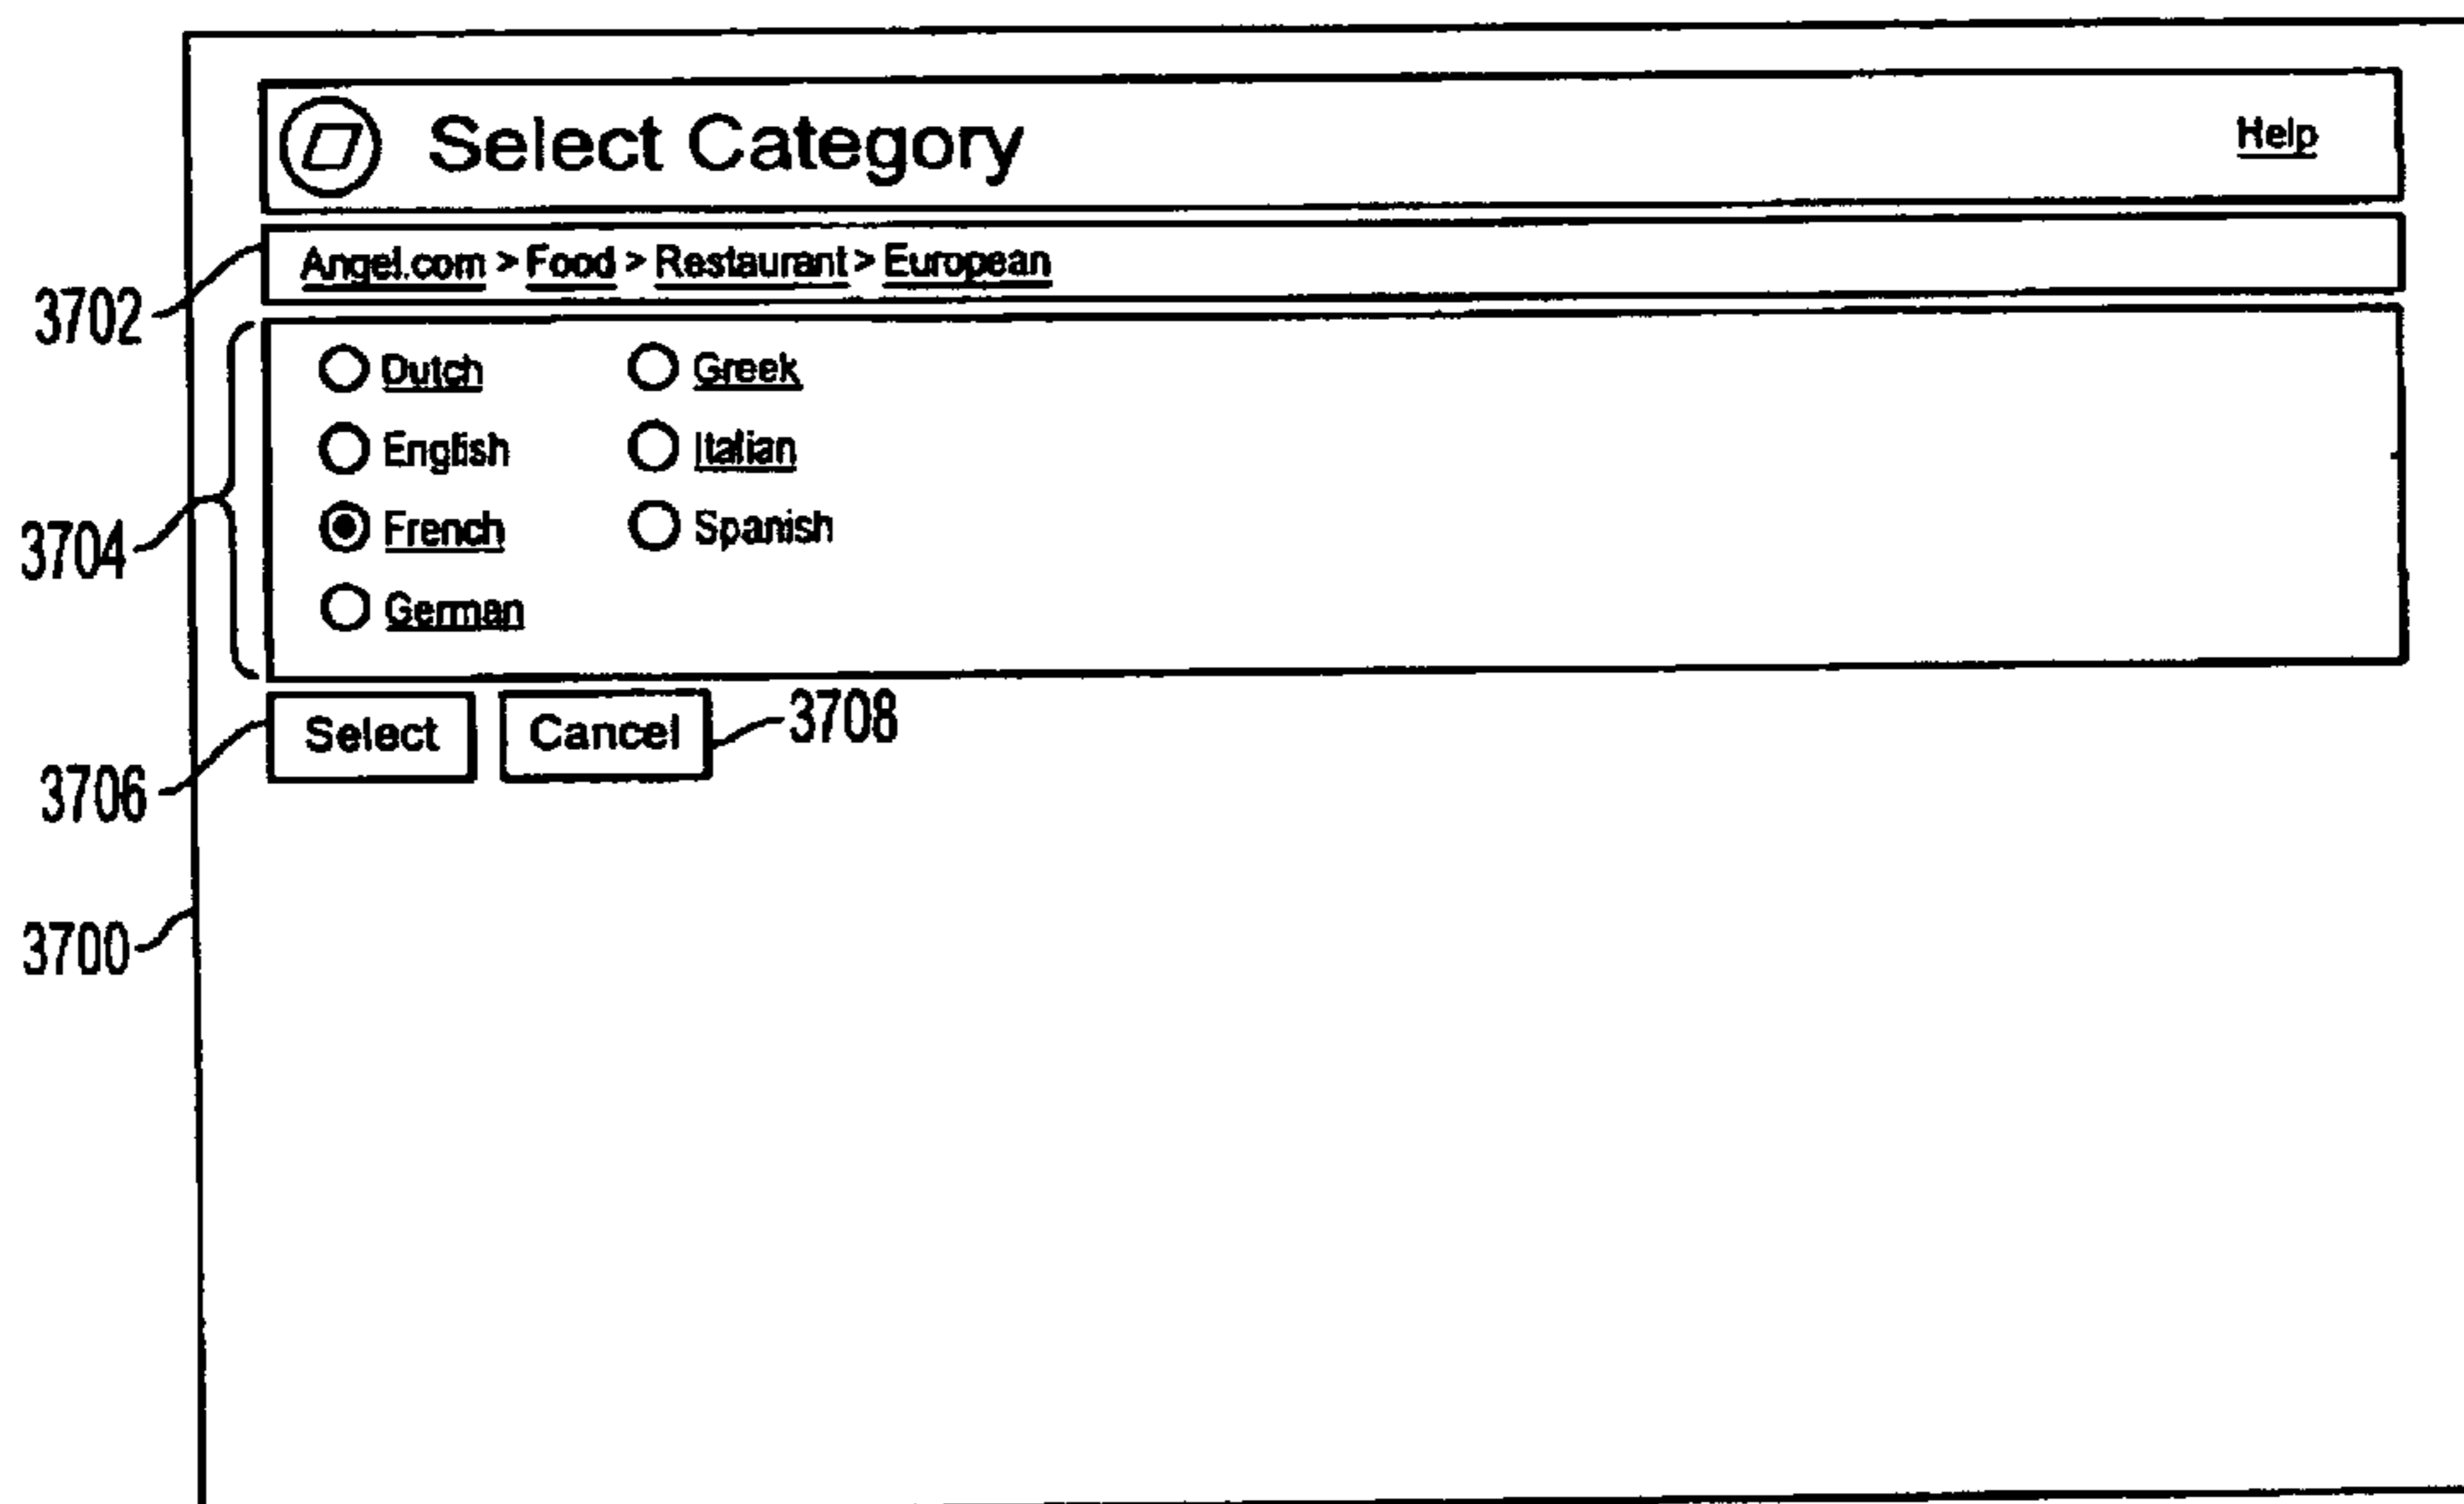 Select Category Help
Angel.com > Food > Restaurant > European
3702
Dutch Greek
English Italian
French Spanish
3704
German
Select Cancel 3708
3706
3700